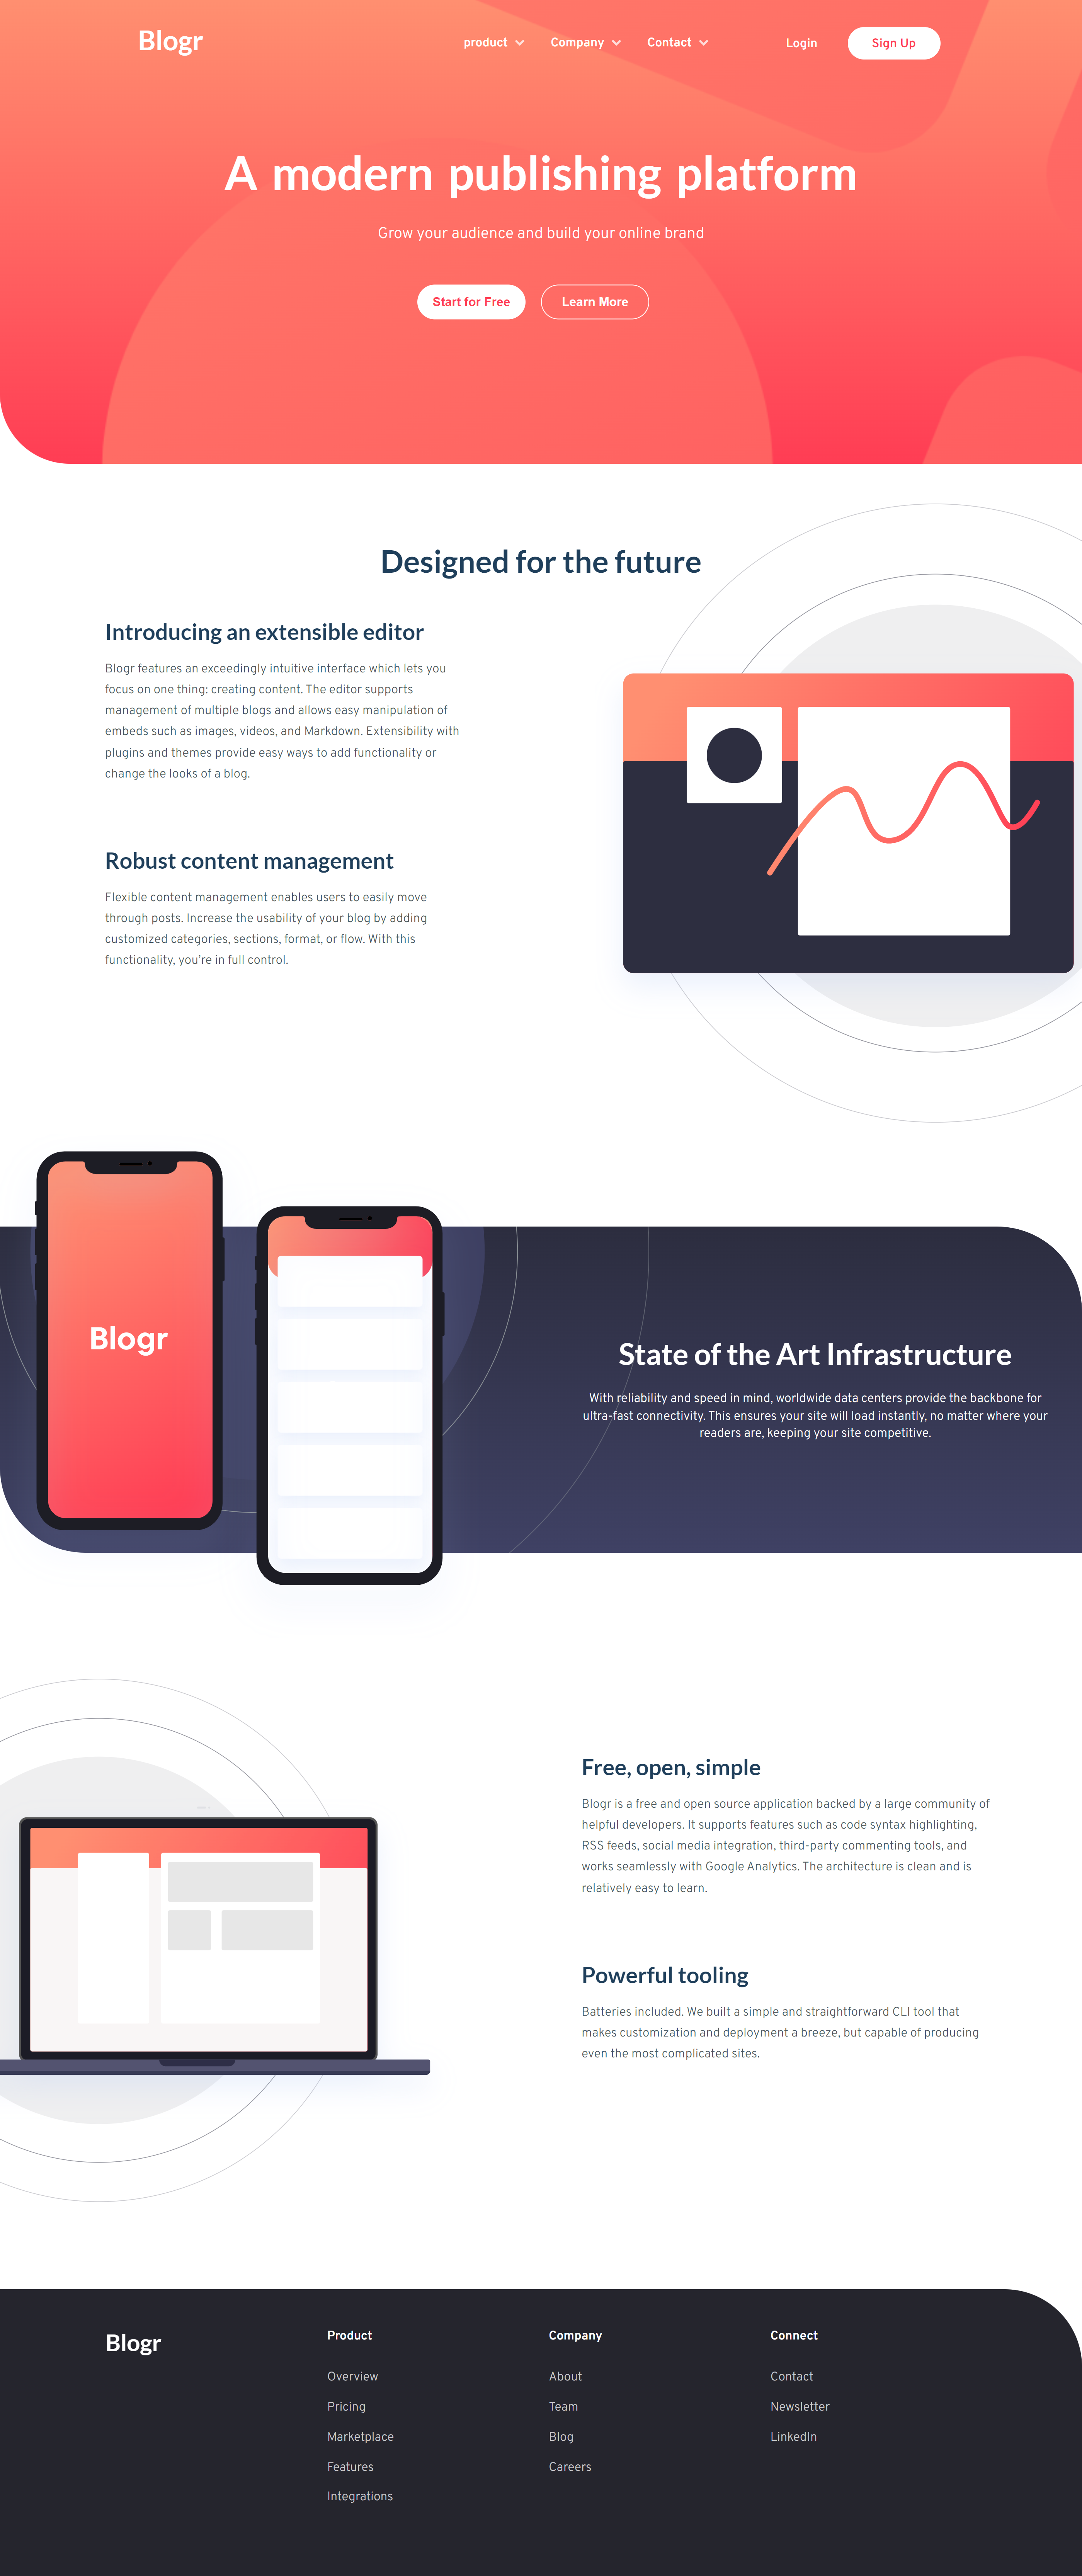 Blogr
product
Company
Contact
Login
Sign Up
A modern publishing platform
Grow your audience and build your online brand
Start for Free
Learn More
Designed for the future
Introducing an extensible editor
Blogr features an exceedingly intuitive interface which lets you
focus on one thing: creating content. The editor supports
management of multiple blogs and allows easy manipulation of
embeds such as images, videos, and Markdown. Extensibility with
plugins and themes provide easy ways to add functionality or
change the looks of a blog.
Robust content management
Flexible content management enables users to easily move
through posts. Increase the usability of your blog by adding
customized categories, sections, format, or flow. With this
functionality, you're in full control.
Blogr
State of the Art Infrastructure
With reliability and speed in mind, worldwide data centers provide the backbone for
ultra-fast connectivity. This ensures your site will load instantly, no matter where your
readers are, keeping your site competitive.
Free, open, simple
Blogr is a free and open source application backed by a large community of
helpful developers. It supports features such as code syntax highlighting,
RSS feeds, social media integration, third-party commenting tools, and
works seamlessly with Google Analytics. The architecture is clean and is
relatively easy to learn.
Powerful tooling
Batteries included. We built a simple and straightforward CLI tool that
makes customization and deployment a breeze, but capable of producing
even the most complicated sites.
Blogr
Product
Overview
Pricing
Marketplace
Features
Integrations
Company
About
Team
Blog
Careers
Connect
Contact
Newsletter
LinkedIn